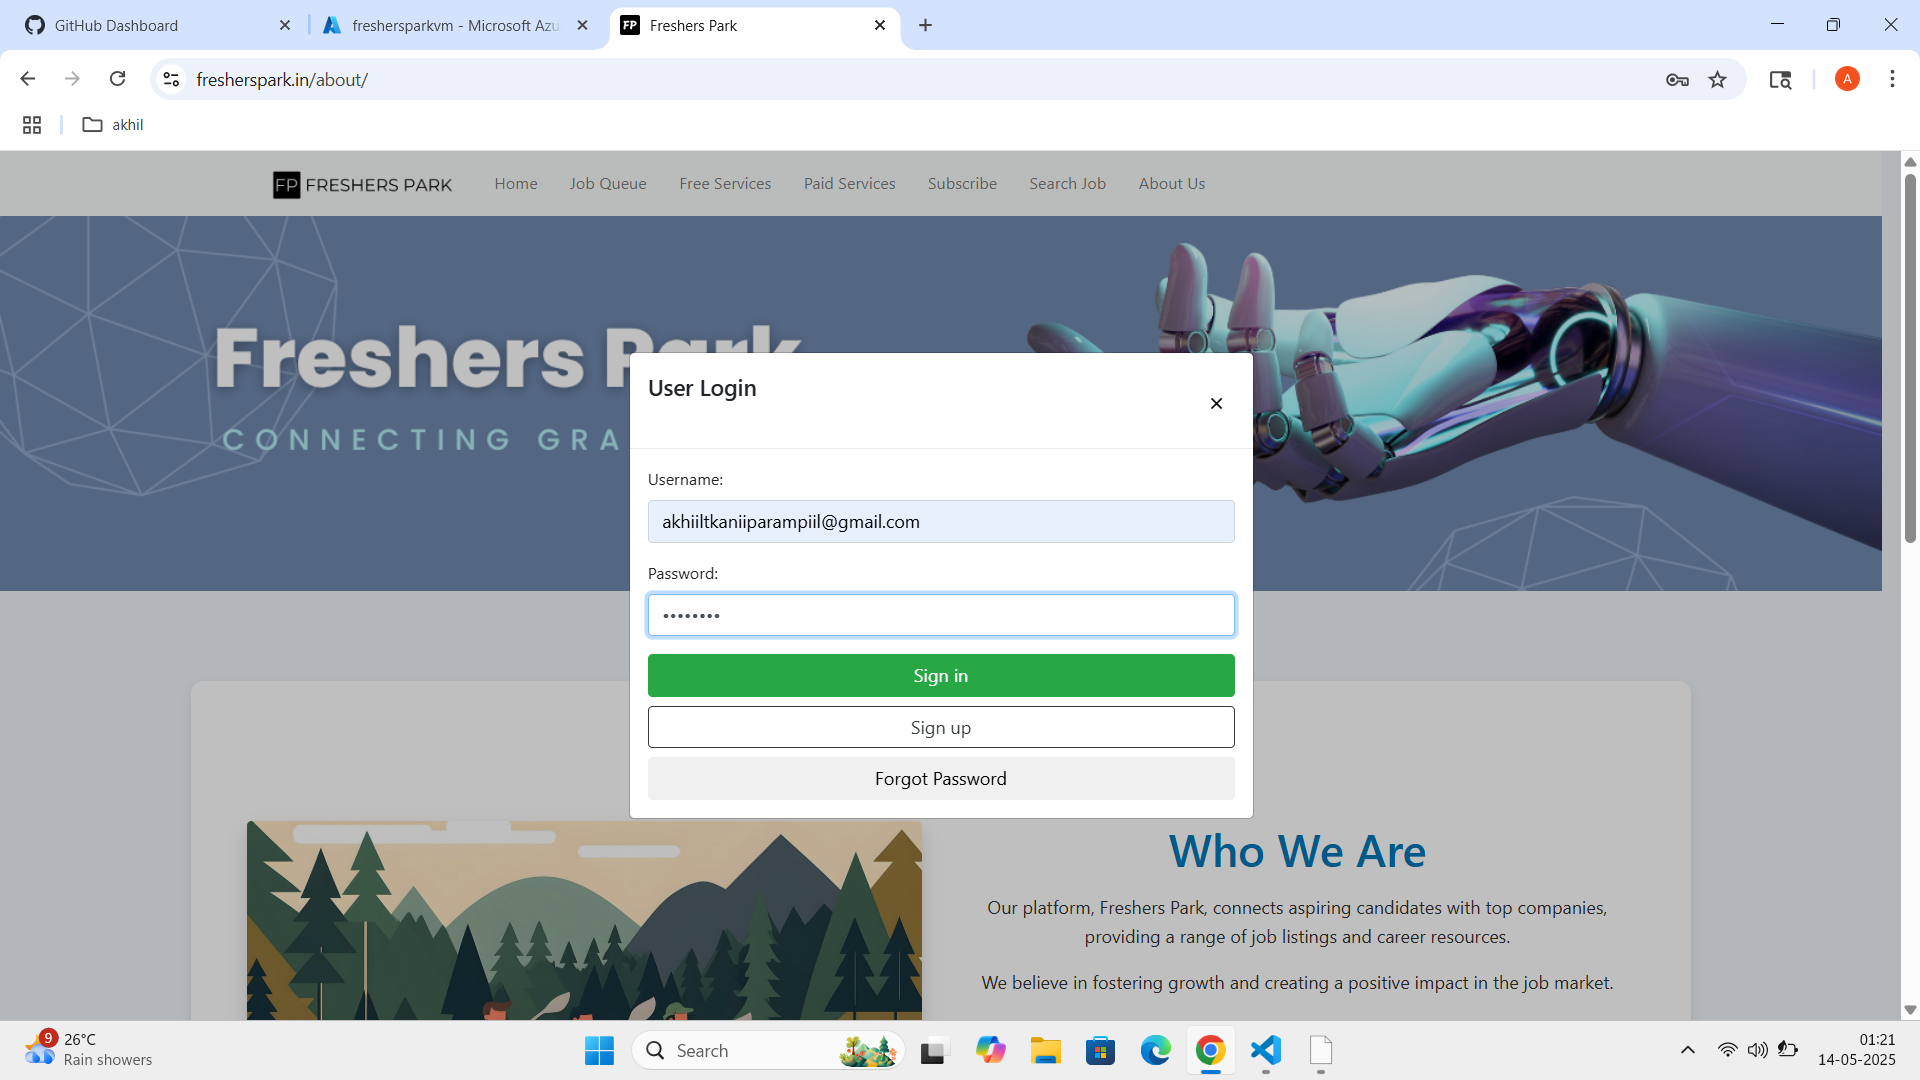 GitHub Dashboard
freshersparkvm - Microsoft Azu
FP Freshers Park
fresherspark.in/about/
A
akhil
FP FRESHERS PARK
Home
Job Queue
Free Services
Paid Services
Subscribe
Search Job
About Us
Freshers Park
CONNECTING GRA
User Login
Username:
akhiiltkaniiparampiil@gmail.com
Password:
••••••••
Sign in
Sign up
Forgot Password
Who We Are
Our platform, Freshers Park, connects aspiring candidates with top companies,
providing a range of job listings and career resources.
We believe in fostering growth and creating a positive impact in the job market.
9
26°C
Rain showers
Search
01:21
14-05-2025